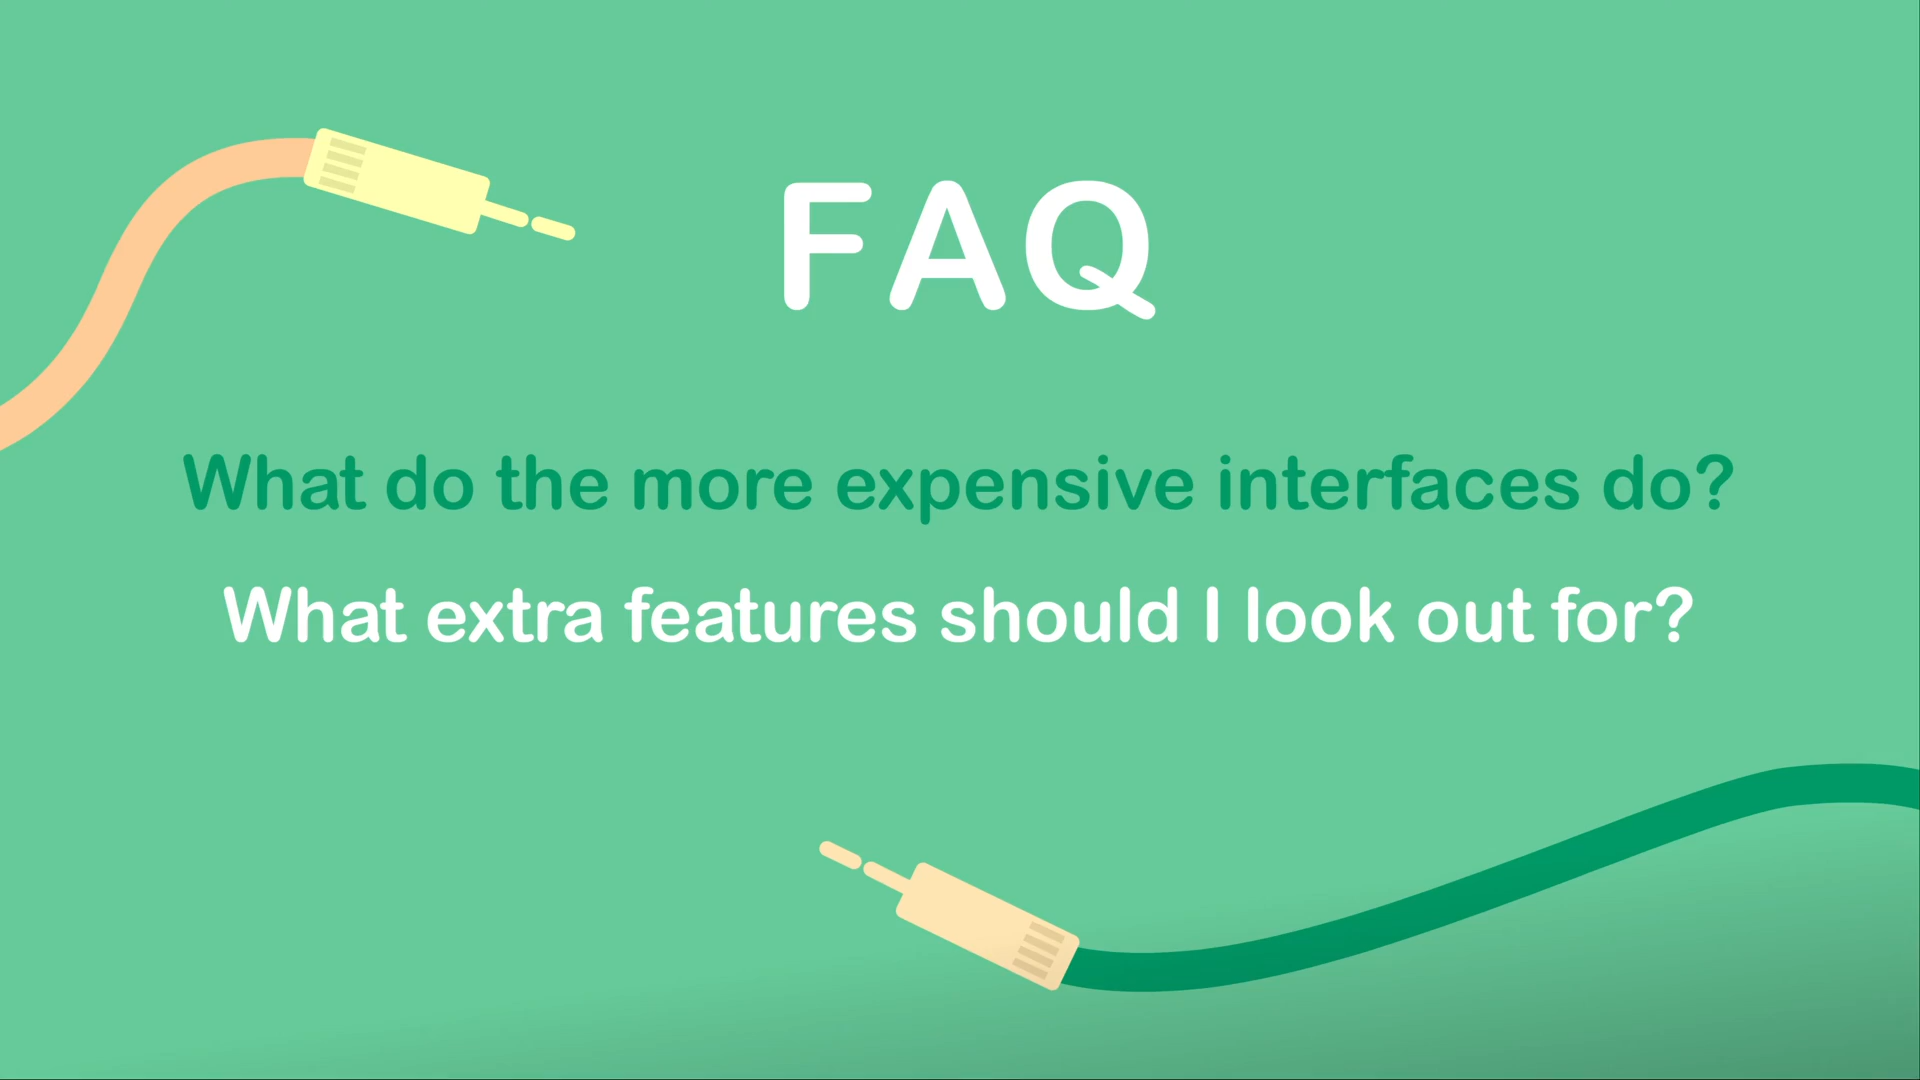 FAQ
What do the more expensive interfaces do?
What extra features should I look out for?